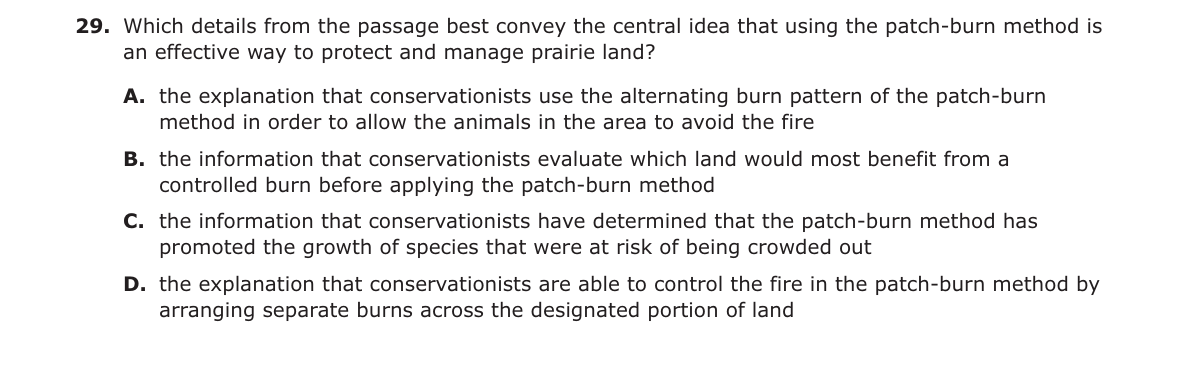 29. Which details from the passage best convey the central idea that using the patch-burn method is
an effective way to protect and manage prairie land?
A. the explanation that conservationists use the alternating burn pattern of the patch-burn
method in order to allow the animals in the area to avoid the fire
B. the information that conservationists evaluate which land would most benefit from a
controlled burn before applying the patch-burn method
C. the information that conservationists have determined that the patch-burn method has
promoted the growth of species that were at risk of being crowded out
D. the explanation that conservationists are able to control the fire in the patch-burn method by
arranging separate burns across the designated portion of land